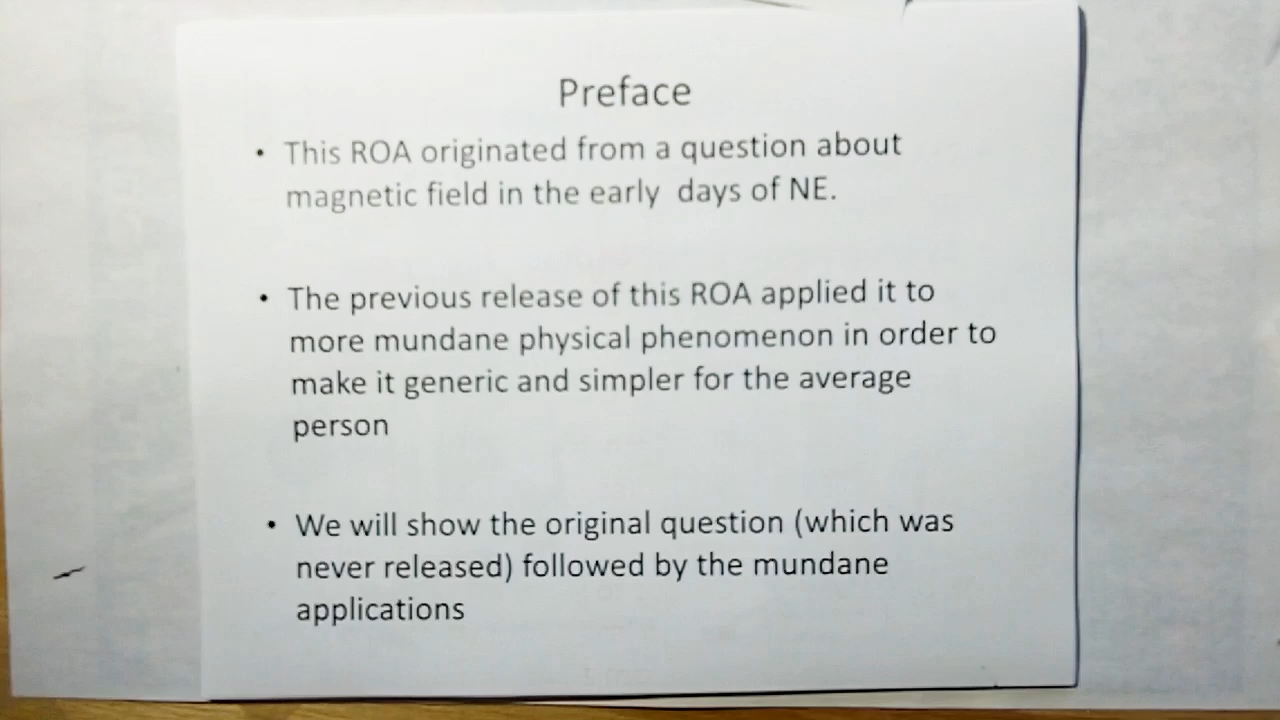 Preface
• This ROA originated from a question about
magnetic field in the early  days of NE.
• The previous release of this ROA applied it to
more mundane physical phenomenon in order to
make it generic and simpler for the average
person
• We will show the original question (which was
never released) followed by the mundane
applications